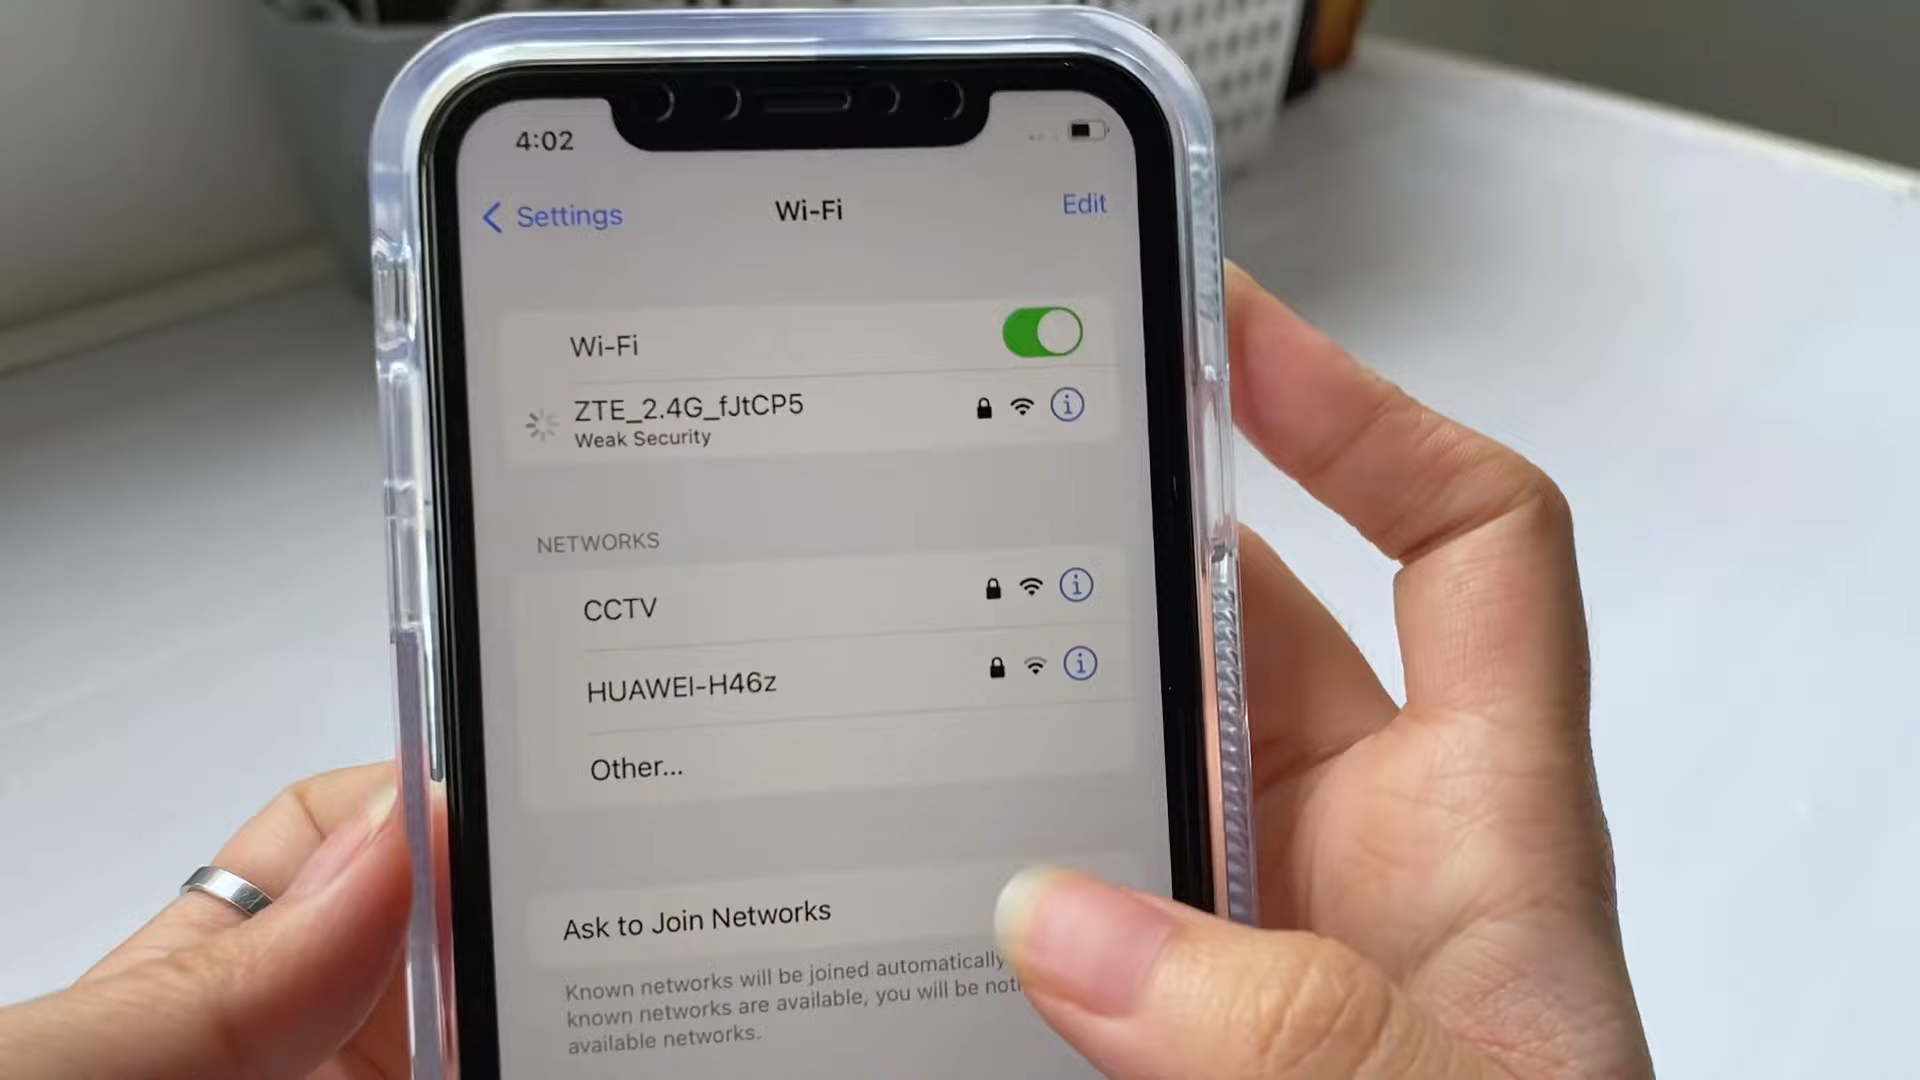 4:02
Settings
Wi-Fi
Edit
Wi-Fi
ZTE_2.4G_fJtCP5
Weak Security
NETWORKS
CCTV
HUAWEI-H46z
Other...
Ask to Join Networks
Known networks will be joined automatically
known networks are available, you will be
available networks.